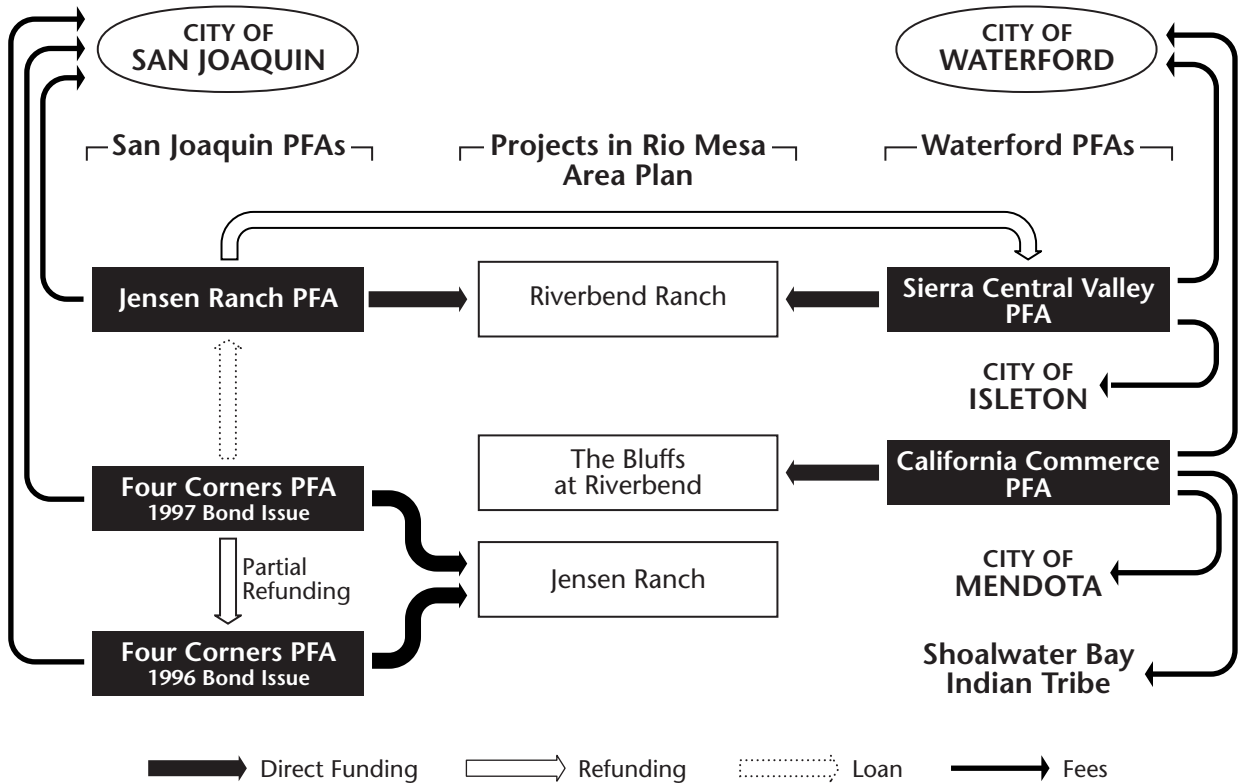 CITY OF
SAN JOAQUIN
CITY OF
WATERFORD
San Joaquin PFAs
Projects in Rio Mesa
Area Plan
Waterford PFAs
Jensen Ranch PFA
Riverbend Ranch
Sierra Central Valley
PFA
CITY OF
ISLETON
The Bluffs
at Riverbend
California Commerce
PFA
Four Corners PFA
1997 Bond Issue
Partial
Refunding
Jensen Ranch
CITY OF
MENDOTA
Four Corners PFA
1996 Bond Issue
Shoalwater Bay
Indian Tribe
Direct Funding
Refunding
Loan
Fees